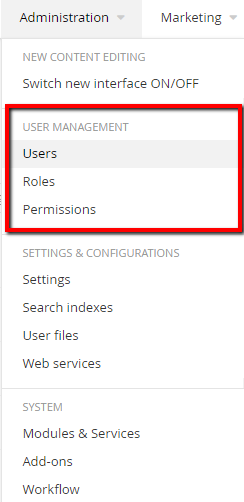 Administration Marketing
NEW CONTENT EDITING
Switch new interface ON/OFF
USER MANAGEMENT
Users
Roles
Permissions
SETTINGS & CONFIGURATIONS
Settings
Search indexes
User files
Web services
SYSTEM
Modules & Services
Add-ons
Workflow